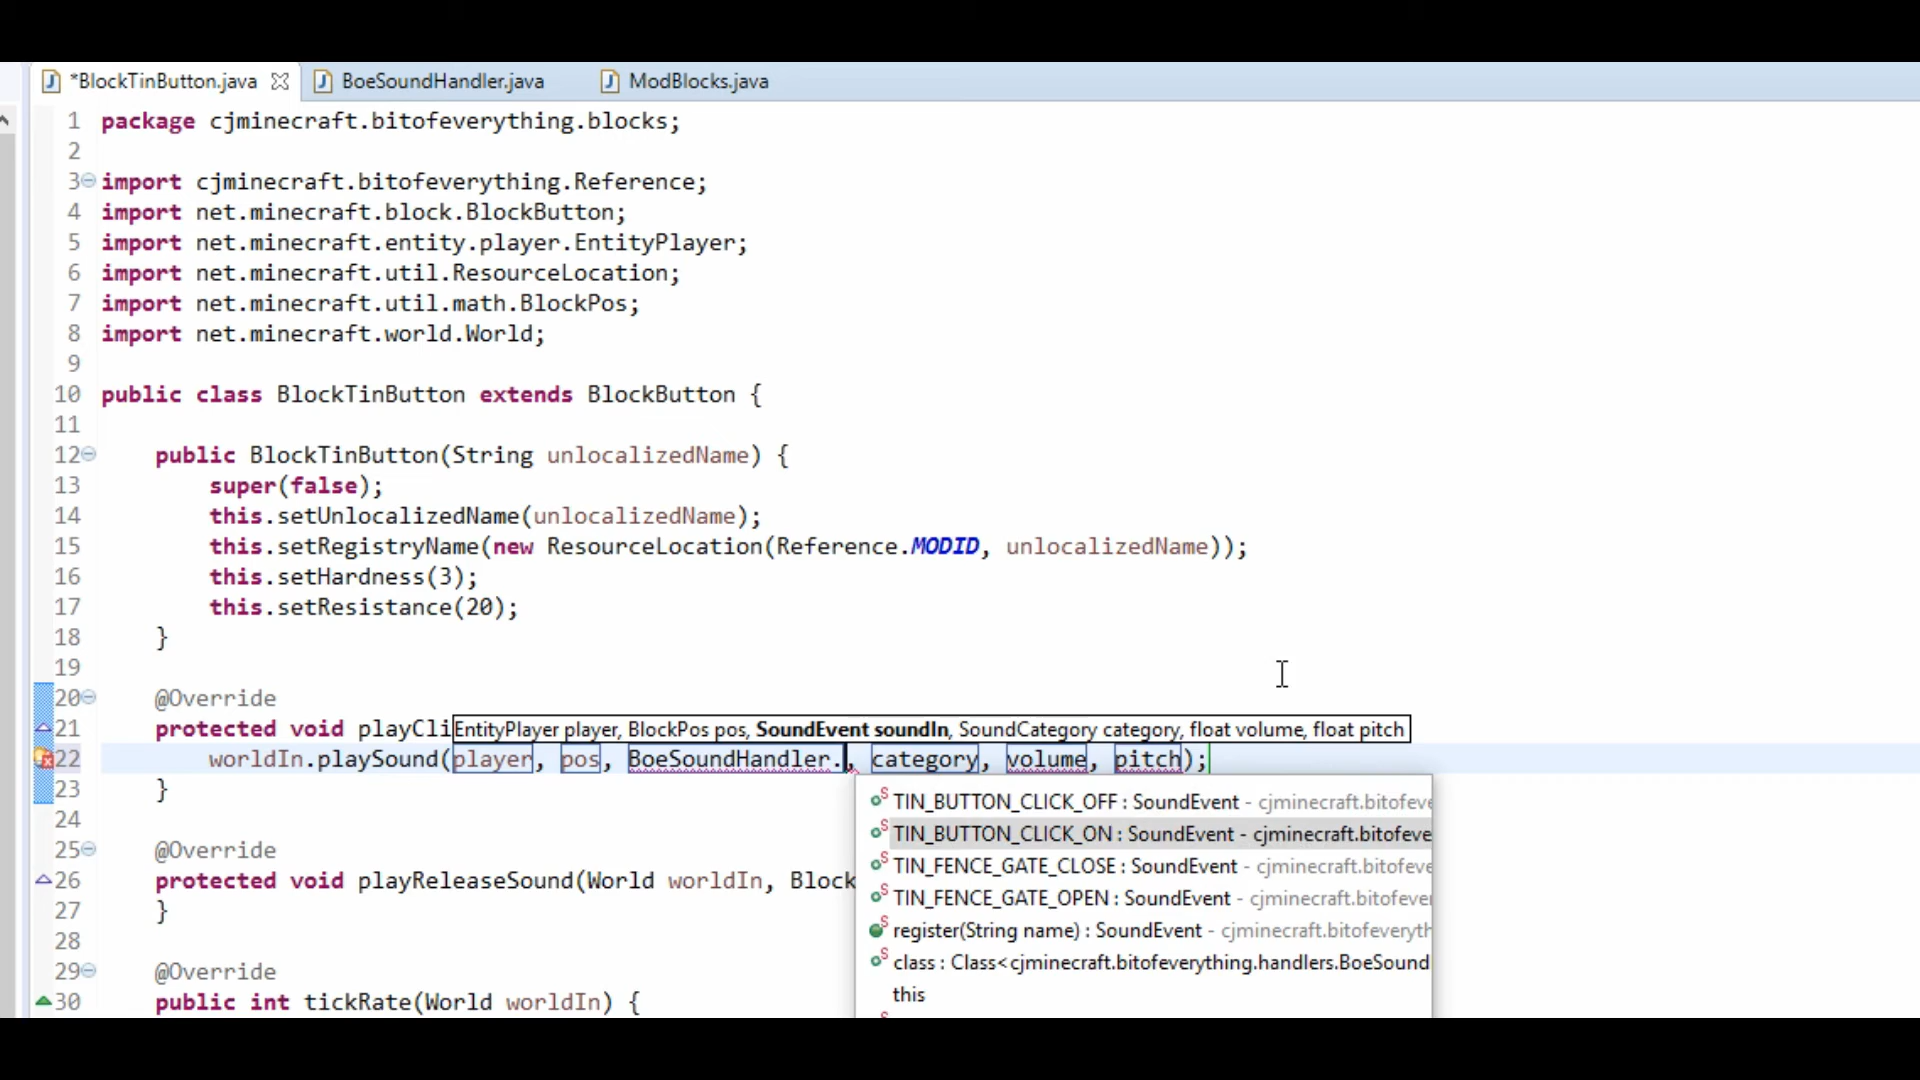 *BlockTinButton.java BoeSoundHandler.java ModBlocks.java
1 package cjminecraft.bitofeverything.blocks;
2
3 import cjminecraft.bitofeverything.Reference;
4 import net.minecraft.block.BlockButton;
5 import net.minecraft.entity.player.EntityPlayer;
6 import net.minecraft.util.ResourceLocation;
7 import net.minecraft.util.math.BlockPos;
8 import net.minecraft.world.World;
9
10 public class BlockTinButton extends BlockButton {
11
12 public BlockTinButton(String unlocalizedName) {
13 super(false);
14 this.setUnlocalizedName(unlocalizedName);
15 this.setRegistryName(new ResourceLocation(Reference.MODID, unlocalizedName));
16 this.setHardness(3);
17 this.setResistance(20);
18 }
19
20 @Override
21 protected void playCli EntityPlayer player, BlockPos pos, SoundEvent soundIn, SoundCategory category, float volume, float pitch
22 worldIn.playSound(player, pos, BoeSoundHandler., category, volume, pitch);
23 }
TIN_BUTTON_CLICK_OFF : SoundEvent - cjminecraft.bitofeve
24
TIN_BUTTON_CLICK_ON : SoundEvent - cjminecraft.bitofeve
25 @Override
TIN_FENCE_GATE_CLOSE : SoundEvent - cjminecraft.bitofeve
26 protected void playReleaseSound(World worldIn, Block
TIN_FENCE_GATE_OPEN : SoundEvent - cjminecraft.bitofever
27 }
register(String name) : SoundEvent - cjminecraft.bitofeveryth
28
class : Class<cjminecraft.bitofeverything.handlers.BoeSound
29 @Override
this
30 public int tickRate(World worldIn) {